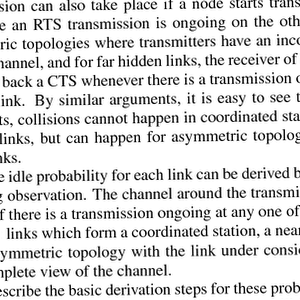 sion can also take place if a node starts trans
e an RTS transmission is ongoing on the oth
ric topologies where transmitters have an inco
hannel, and for far hidden links, the receiver of
back a CTS whenever there is a transmission o
ink. By similar arguments, it is easy to see t
ts, collisions cannot happen in coordinated sta
links, but can happen for asymmetric topolog
nks.
e idle probability for each link can be derived b
g observation. The channel around the transmi
f there is a transmission ongoing at any one of
links which form a coordinated station, a near
symmetric topology with the link under consid
mplete view of the channel.
escribe the basic derivation steps for these prob